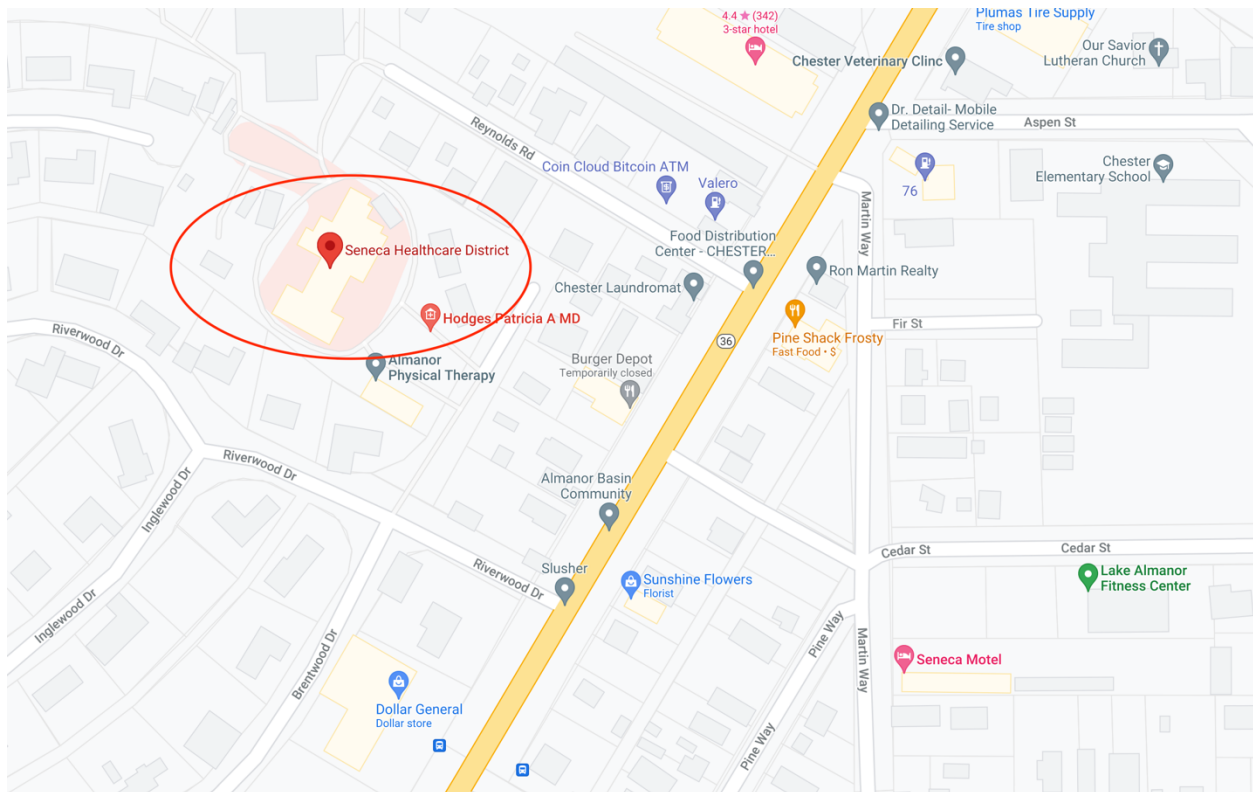 4.4 ★ (342)
3-star hotel
Plumas Tire Supply
Tire shop
Our Savior
Lutheran Church
Chester Veterinary Clinc
Dr. Detail- Mobile
Detailing Service
Aspen St
Reynolds Rd
Coin Cloud Bitcoin ATM
Valero
76
Chester
Elementary School
Martin Way
Seneca Healthcare District
Food Distribution
Center - CHESTER...
Ron Martin Realty
Chester Laundromat
Hodges Patricia A MD
Riverwood Dr
36
Pine Shack Frosty
Fast Food • $
Fir St
Almanor
Physical Therapy
Burger Depot
Temporarily closed
Riverwood Dr
Inglewood Dr
Almanor Basin
Community
Cedar St
Cedar St
Slusher
Riverwood Dr
Sunshine Flowers
Florist
Lake Almanor
Fitness Center
Inglewood Dr
Brentwood Dr
Pine Way
Martin Way
Seneca Motel
Dollar General
Dollar store
Pine Way